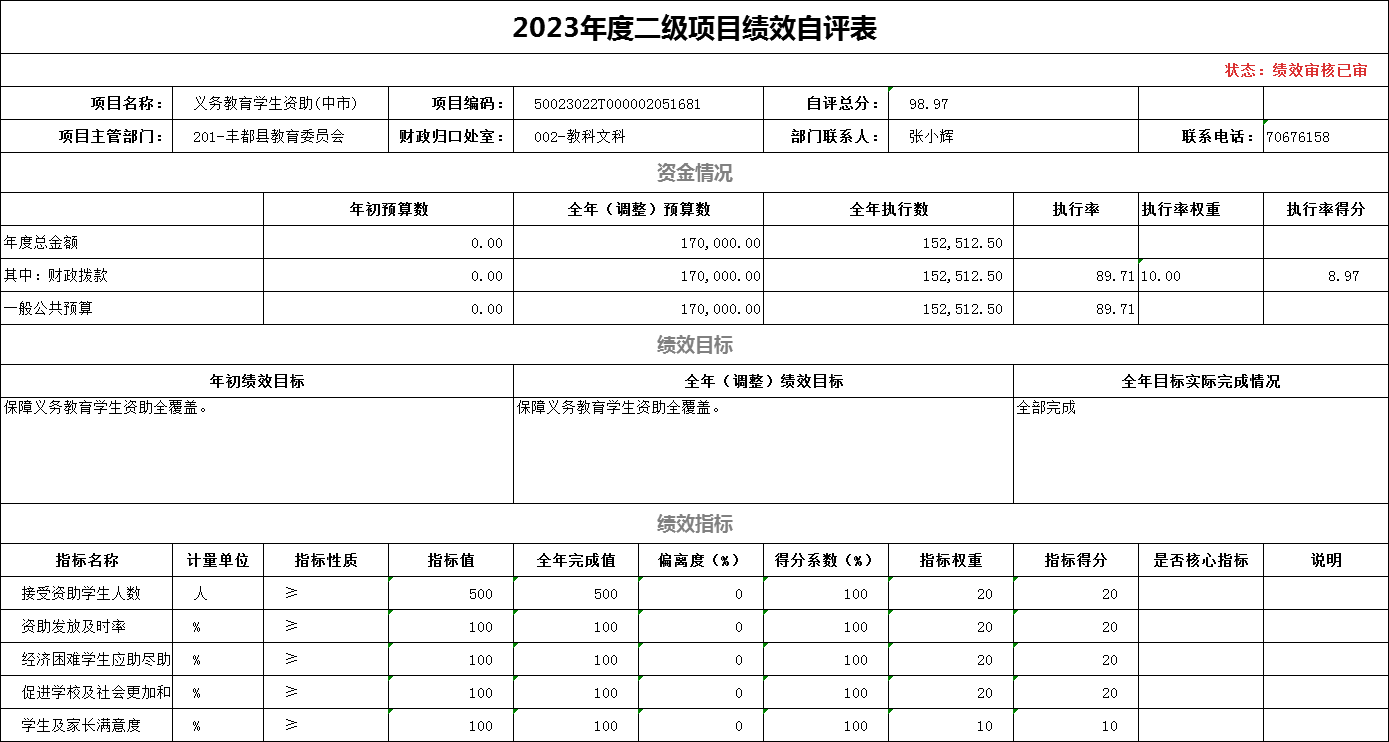 2023年度二级项目绩效自评表
状态：绩效审核已审
项目名称： 义务教育学生资助(中市) 项目编码： 50023022T000002051681 自评总分： 98.97
项目主管部门： 201-丰都县教育委员会 财政归口处室： 002-教科文科 部门联系人： 张小辉 联系电话： 70676158
资金情况
年初预算数 全年（调整）预算数 全年执行数 执行率 执行率权重 执行率得分
年度总金额 0.00 170,000.00 152,512.50
其中：财政拨款 0.00 170,000.00 152,512.50 89.71 10.00 8.97
一般公共预算 0.00 170,000.00 152,512.50 89.71
绩效目标
年初绩效目标 全年（调整）绩效目标 全年目标实际完成情况
保障义务教育学生资助全覆盖。 保障义务教育学生资助全覆盖。 全部完成
绩效指标
指标名称 计量单位 指标性质 指标值 全年完成值 偏离度（%） 得分系数（%） 指标权重 指标得分 是否核心指标 说明
接受资助学生人数 人 ≥ 500 500 0 100 20 20
资助发放及时率 % ≥ 100 100 0 100 20 20
经济困难学生应助尽助 % ≥ 100 100 0 100 20 20
促进学校及社会更加和 % ≥ 100 100 0 100 20 20
学生及家长满意度 % ≥ 100 100 0 100 10 10